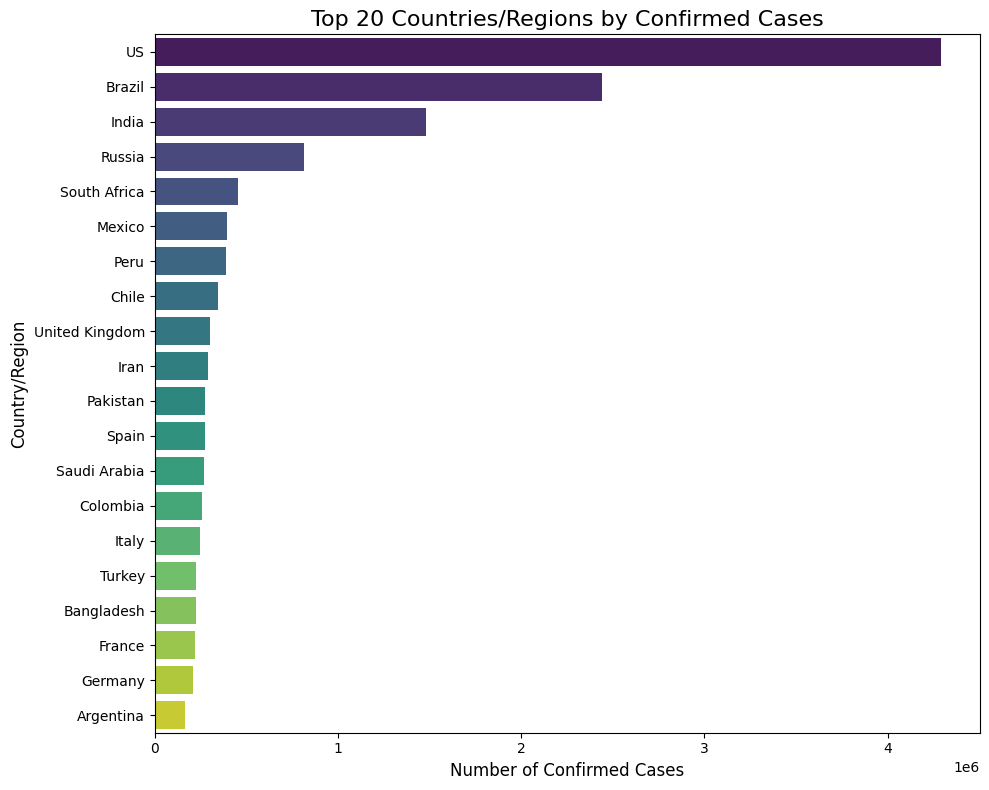 Top 20 Countries/Regions by Confirmed Cases
Country/Region
US
Brazil
India
Russia
South Africa
Mexico
Peru
Chile
United Kingdom
Iran
Pakistan
Spain
Saudi Arabia
Colombia
Italy
Turkey
Bangladesh
France
Germany
Argentina
0 1 2 3 4
1e6
Number of Confirmed Cases